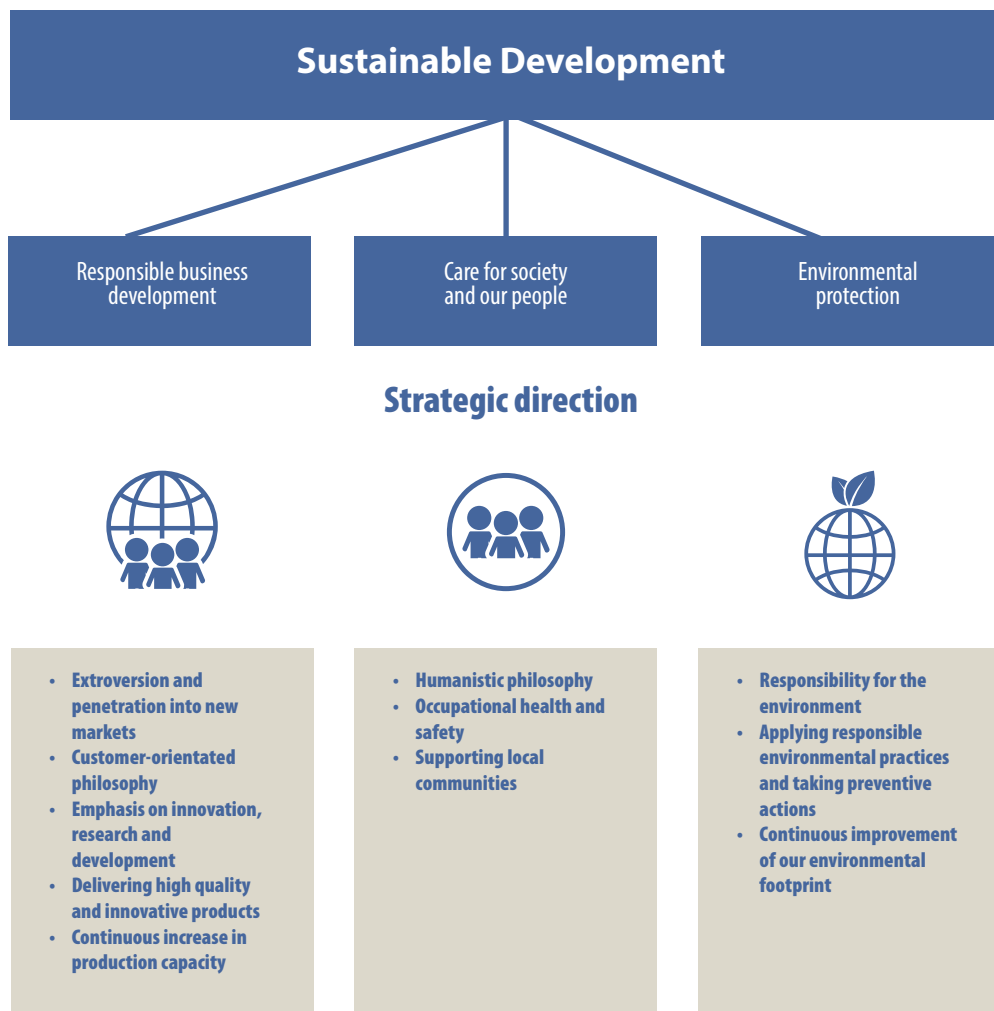 Sustainable Development
Responsible business
development
Care for society
and our people
Environmental
protection
Strategic direction
• Extroversion and
penetration into new
markets
• Customer-orientated
philosophy
• Emphasis on innovation,
research and
development
• Delivering high quality
and innovative products
• Continuous increase in
production capacity
• Humanistic philosophy
• Occupational health and
safety
• Supporting local
communities
• Responsibility for the
environment
• Applying responsible
environmental practices
and taking preventive
actions
• Continuous improvement
of our environmental
footprint